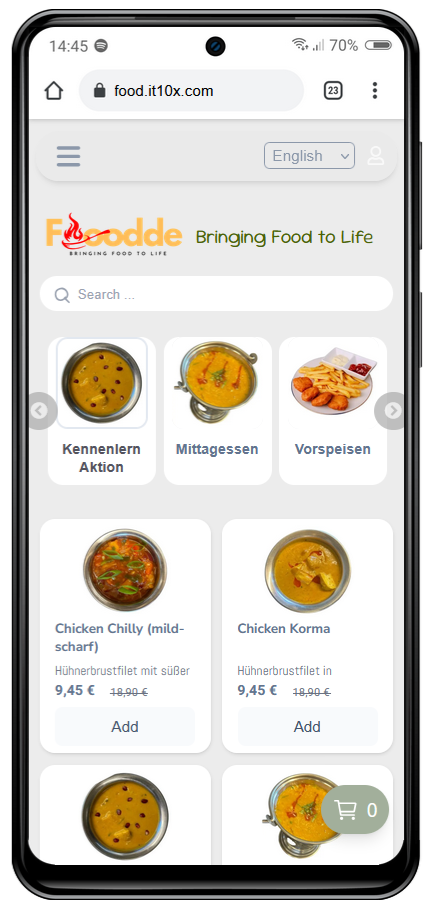 14:45 70%
food.it10x.com 23
English
Foooodde Bringing Food to Life
BRINGING FOOD TO LIFE
Search ...
Kennenlern
Aktion
Mittagessen
Vorspeisen
Chicken Chilly (mild-
scharf)
Hühnerbrustfilet mit süßer
9,45 € 18,90 €
Add
Chicken Korma
Hühnerbrustfilet in
9,45 € 18,90 €
Add
0